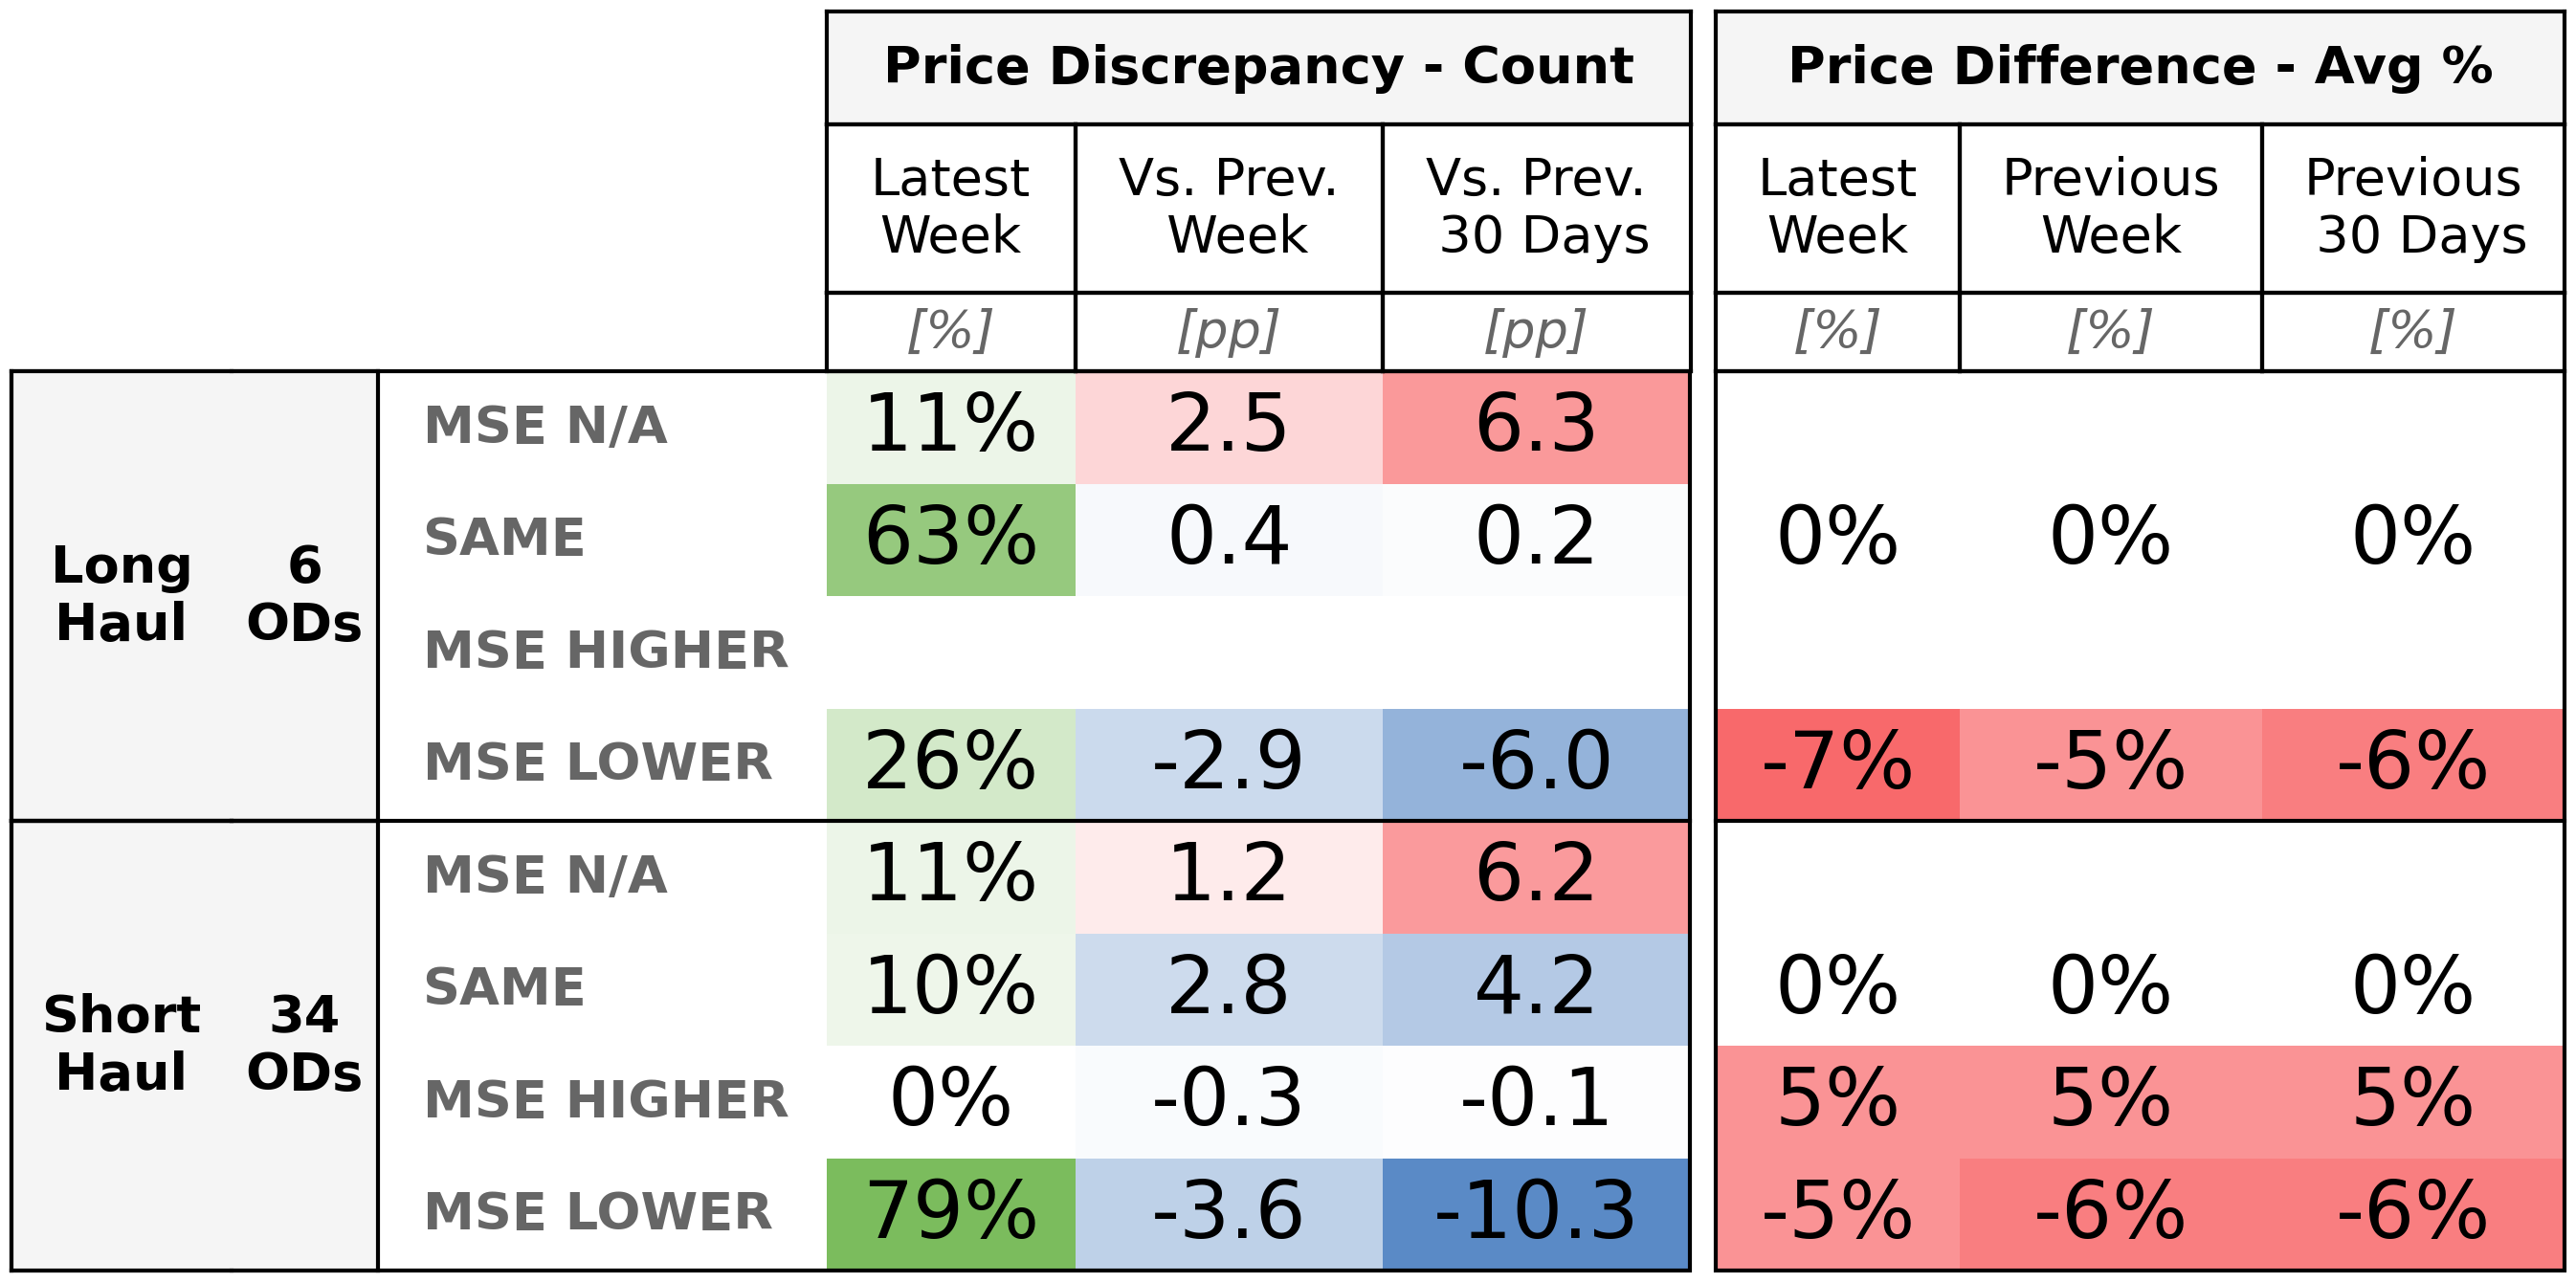 Price Discrepancy - Count Price Difference - Avg %
Latest Week Vs. Prev. Week Vs. Prev. 30 Days Latest Week Previous Week Previous 30 Days
[%] [pp] [pp] [%] [%] [%]
Long Haul 6 ODs
MSE N/A 11% 2.5 6.3
SAME 63% 0.4 0.2 0% 0% 0%
MSE HIGHER
MSE LOWER 26% -2.9 -6.0 -7% -5% -6%
Short Haul 34 ODs
MSE N/A 11% 1.2 6.2
SAME 10% 2.8 4.2 0% 0% 0%
MSE HIGHER 0% -0.3 -0.1 5% 5% 5%
MSE LOWER 79% -3.6 -10.3 -5% -6% -6%